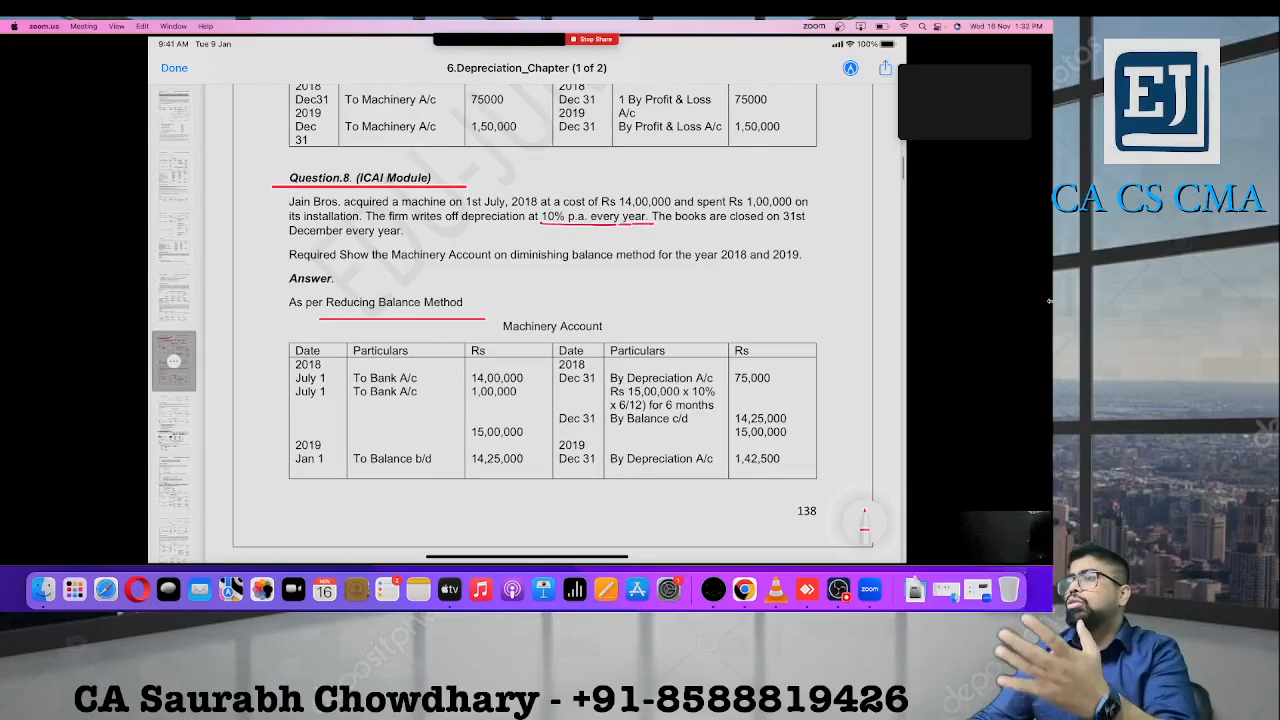 zoom.us Meeting View Edit Window Help
zoom
Wed 16 Nov 1:32 PM
9:41 AM Tue 9 Jan
Stop Share
100%
Done
6.Depreciation_Chapter (1 of 2)
2018 2018
Dec31 To Machinery A/c 75000 Dec 31 1 By Profit & Loss 75000
2019 2019 A/c
Dec To Machinery A/c 1,50,000 Dec 31 By Profit & Loss A/c 1,50,000
31
Question.8. (ICAI Module)
Jain Bros. acquired a machine on 1st July, 2018 at a cost of Rs 14,00,000 and spent Rs 1,00,000 on
its installation. The firm writes off depreciation 10% p.a. every year. The books are closed on 31st
December every year.
Required Show the Machinery Account on diminishing balance method for the year 2018 and 2019.
Answer
As per Reducing Balance Method
Machinery Account
Date Particulars Rs Date Particulars Rs
2018 2018
July 1 To Bank A/c 14,00,000 Dec 31 By Depreciation A/c 75,000
July 1 To Bank A/c 1,00,000 Rs 15,00,000 x 10%
x 6/12) for 6 months
Dec 31 By Balance c/d 14,25,000
15,00,000 15,00,000
2019 2019
Jan 1 To Balance b/d 14,25,000 Dec 31 By Depreciation A/c 1,42,500
138
EJ
CA CS CMA
NOV
16
tv
zoom
CA Saurabh Chowdhary - +91-8588819426